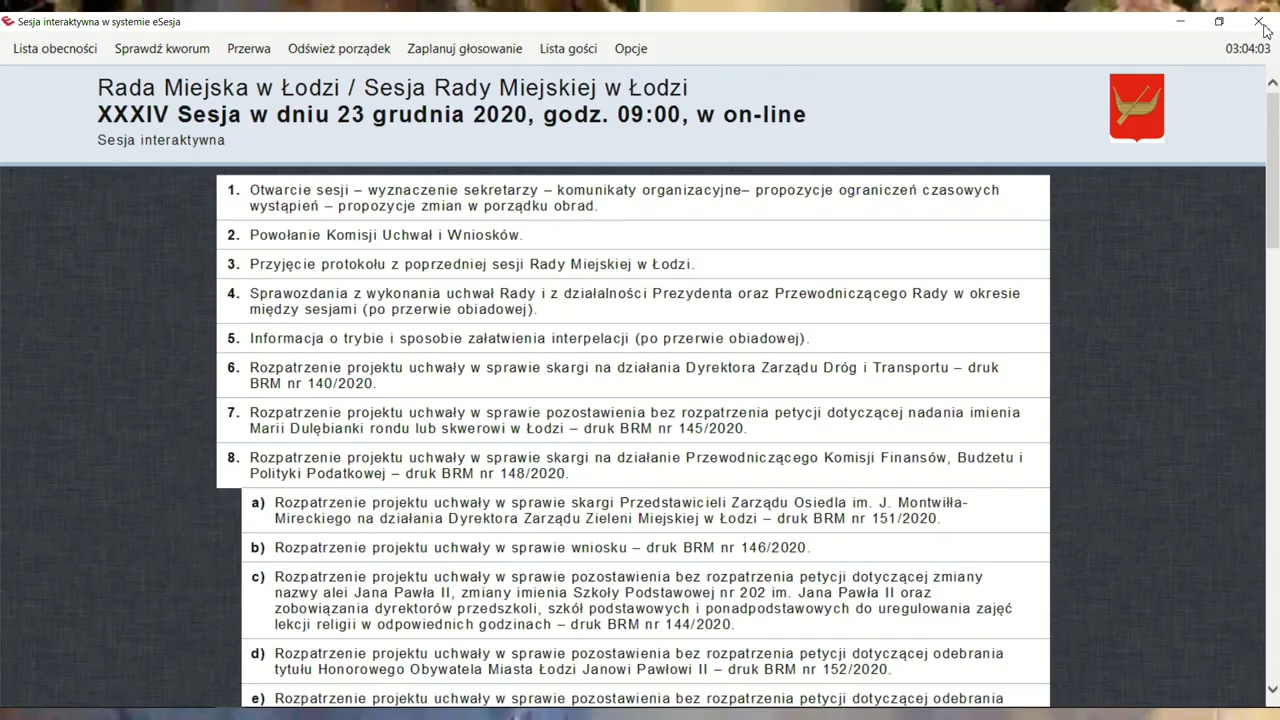 Sesja interaktywna w systemie eSesja
Lista obecności Sprawdź kworum Przerwa Odśwież porządek Zaplanuj głosowanie Lista gości Opcje 03:04:03
Rada Miejska w Łodzi / Sesja Rady Miejskiej w Łodzi
XXXIV Sesja w dniu 23 grudnia 2020, godz. 09:00, w on-line
Sesja interaktywna
1. Otwarcie sesji – wyznaczenie sekretarzy – komunikaty organizacyjne– propozycje ograniczeń czasowych
wystąpień – propozycje zmian w porządku obrad.
2. Powołanie Komisji Uchwał i Wniosków.
3. Przyjęcie protokołu z poprzedniej sesji Rady Miejskiej w Łodzi.
4. Sprawozdania z wykonania uchwał Rady i z działalności Prezydenta oraz Przewodniczącego Rady w okresie
między sesjami (po przerwie obiadowej).
5. Informacja o trybie i sposobie załatwienia interpelacji (po przerwie obiadowej).
6. Rozpatrzenie projektu uchwały w sprawie skargi na działania Dyrektora Zarządu Dróg i Transportu – druk
BRM nr 140/2020.
7. Rozpatrzenie projektu uchwały w sprawie pozostawienia bez rozpatrzenia petycji dotyczącej nadania imienia
Marii Dulębianki rondu lub skwerowi w Łodzi – druk BRM nr 145/2020.
8. Rozpatrzenie projektu uchwały w sprawie skargi na działanie Przewodniczącego Komisji Finansów, Budżetu i
Polityki Podatkowej – druk BRM nr 148/2020.
a) Rozpatrzenie projektu uchwały w sprawie skargi Przedstawicieli Zarządu Osiedla im. J. Montwiłła-
Mireckiego na działania Dyrektora Zarządu Zieleni Miejskiej w Łodzi – druk BRM nr 151/2020.
b) Rozpatrzenie projektu uchwały w sprawie wniosku – druk BRM nr 146/2020.
c) Rozpatrzenie projektu uchwały w sprawie pozostawienia bez rozpatrzenia petycji dotyczącej zmiany
nazwy alei Jana Pawła II, zmiany imienia Szkoły Podstawowej nr 202 im. Jana Pawła II oraz
zobowiązania dyrektorów przedszkoli, szkół podstawowych i ponadpodstawowych do uregulowania zajęć
lekcji religii w odpowiednich godzinach – druk BRM nr 144/2020.
d) Rozpatrzenie projektu uchwały w sprawie pozostawienia bez rozpatrzenia petycji dotyczącej odebrania
tytułu Honorowego Obywatela Miasta Łodzi Janowi Pawłowi II – druk BRM nr 152/2020.
e) Rozpatrzenie projektu uchwały w sprawie pozostawienia bez rozpatrzenia petycji dotyczącej odebrania